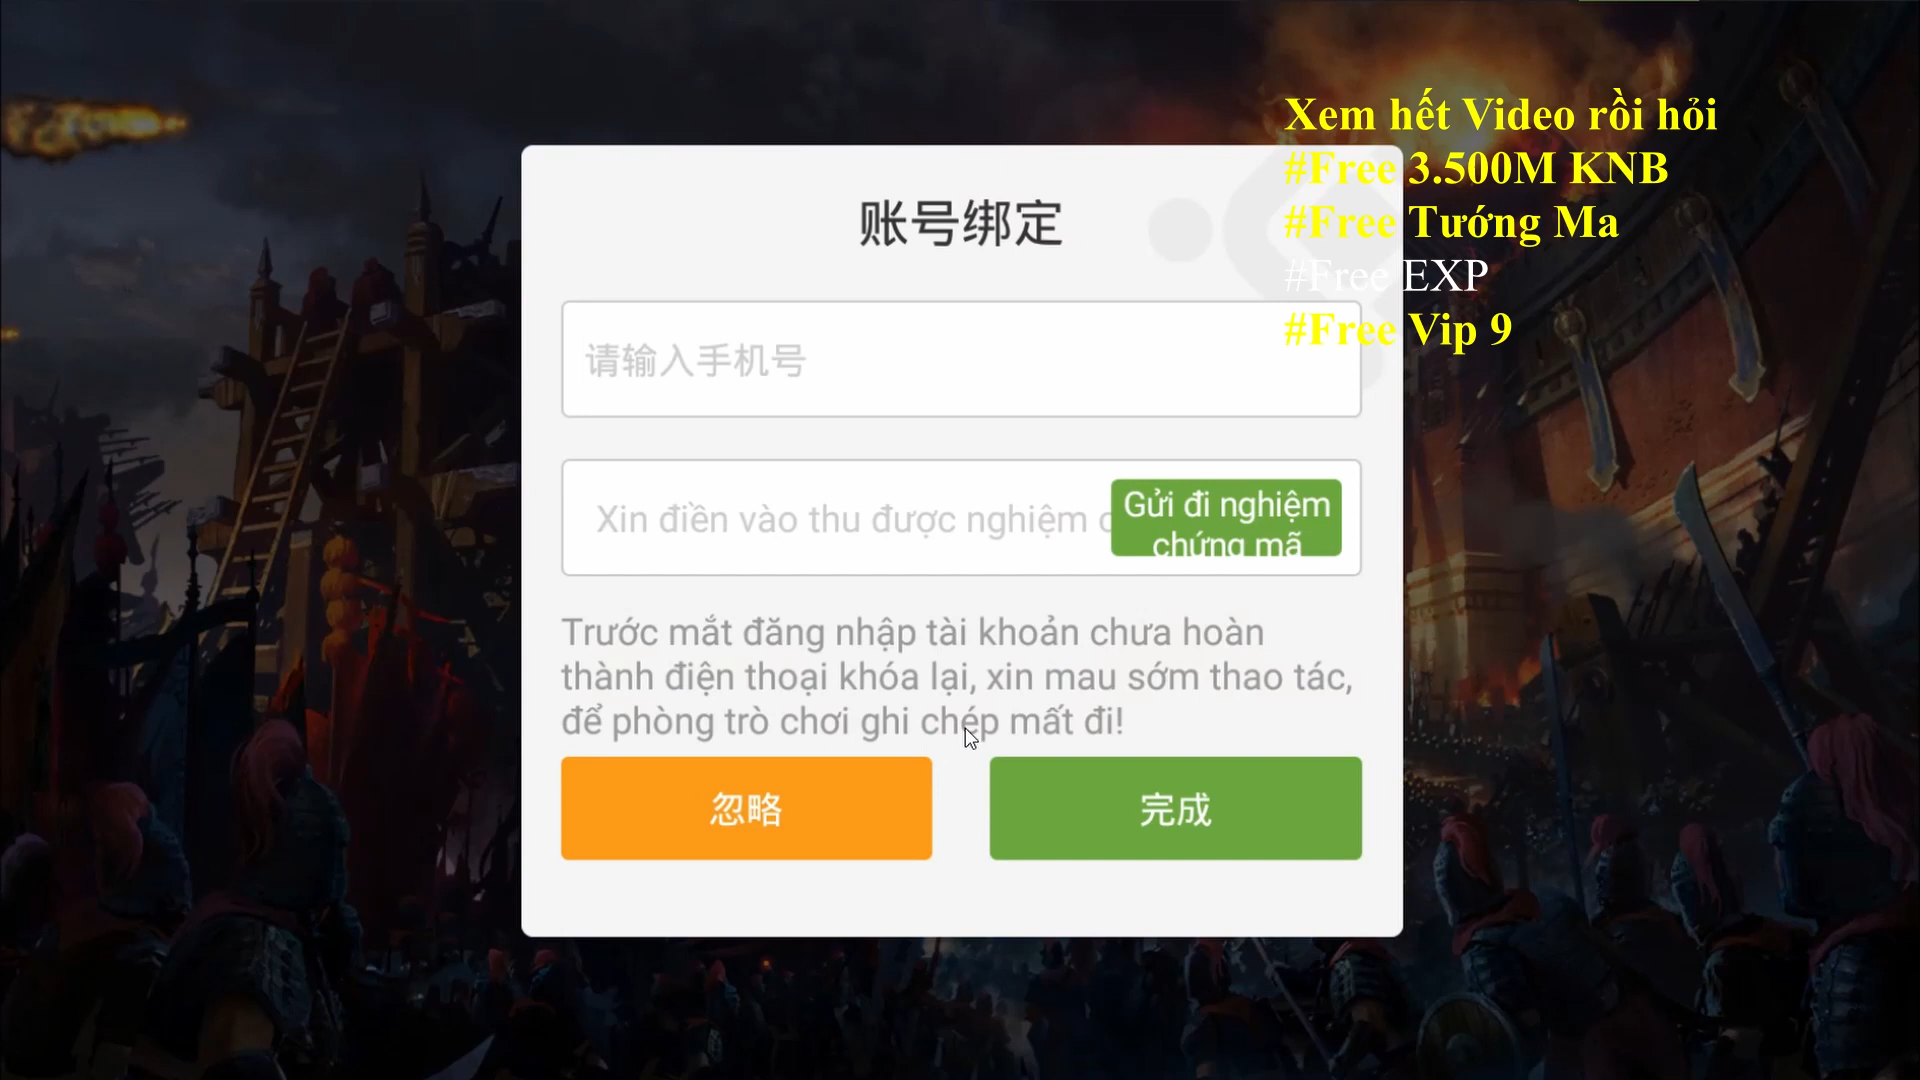 Xem hết Video rồi hỏi
#Free 3.500M KNB
#Free Tướng Ma
#Free EXP
#Free Vip 9
账号绑定
请输入手机号
Xin điền vào thu được nghiệm
Gửi đi nghiệm
chứng mã
Trước mắt đăng nhập tài khoản chưa hoàn
thành điện thoại khóa lại, xin mau sớm thao tác,
để phòng trò chơi ghi chép mất đi!
忽略
完成